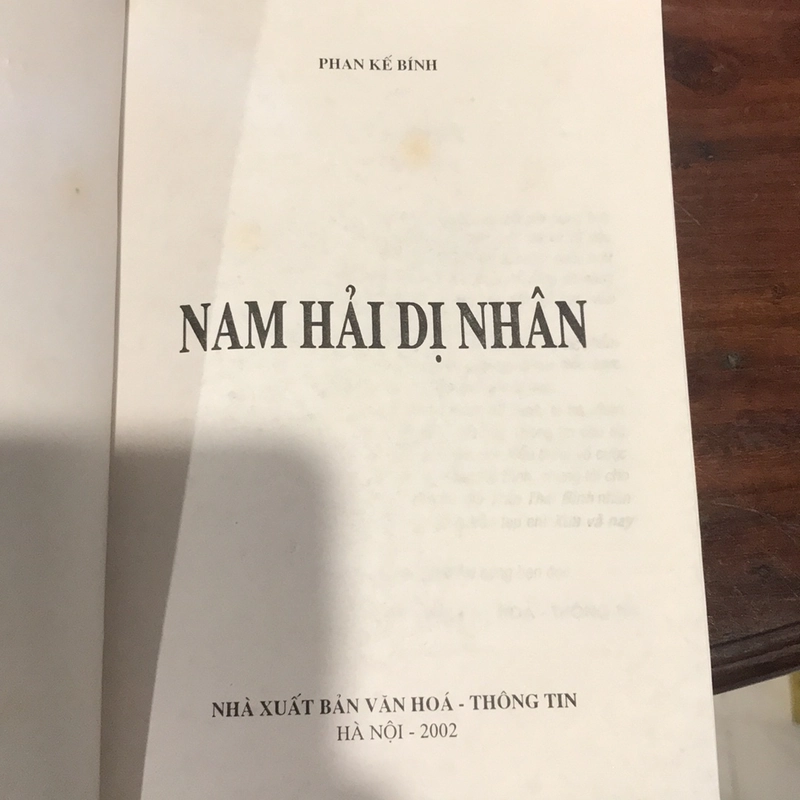 PHAN KẾ BÍNH
NAM HẢI DỊ NHÂN
NHÀ XUẤT BẢN VĂN HOÁ - THÔNG TIN
HÀ NỘI - 2002